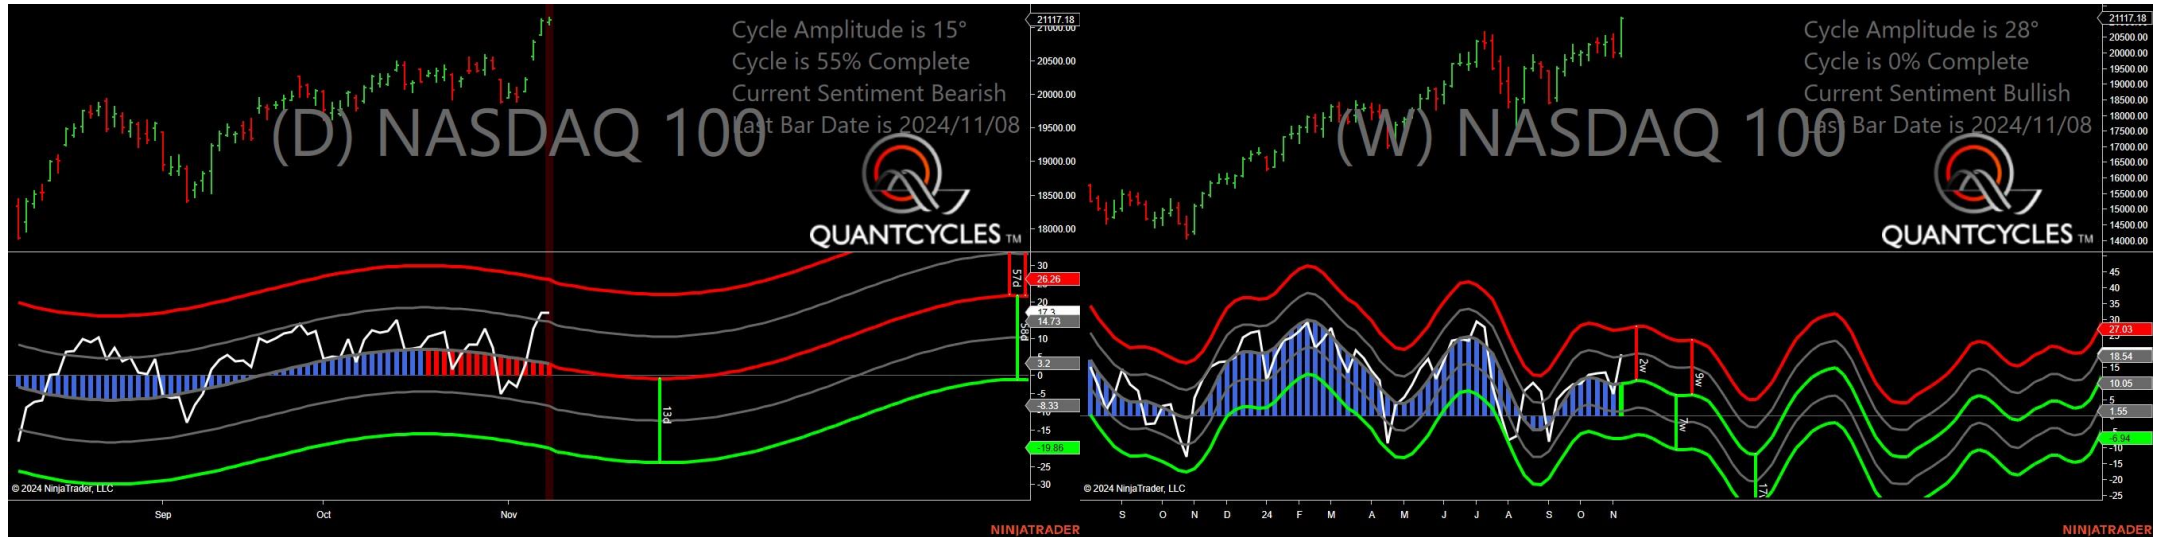 Cycle Amplitude is 15°
Cycle is 55% Complete
Current Sentiment Bearish
Last Bar Date is 2024/11/08
(D) NASDAQ 100
QUANTCYCLES TM
21117.18
21000.00
20500.00
20000.00
19500.00
19000.00
18500.00
18000.00
30
26.26
20
17.3
14.73
10
5
3.2
0
-5
-8.33
-15
-19.86
-25
-30
57d
58d
13d
© 2024 NinjaTrader, LLC
Sep Oct Nov
NINJATRADER
Cycle Amplitude is 28°
Cycle is 0% Complete
Current Sentiment Bullish
Last Bar Date is 2024/11/08
(W) NASDAQ 100
QUANTCYCLES TM
21117.18
20500.00
20000.00
19500.00
19000.00
18500.00
18000.00
17500.00
17000.00
16000.00
15500.00
15000.00
14500.00
14000.00
45
40
35
30
27.03
18.54
15
10.05
5
1.55
-6.94
-10
-15
-20
-25
2w
9w
7w
© 2024 NinjaTrader, LLC
S O N D 24 F M A M J J A S O N
NINJATRADER